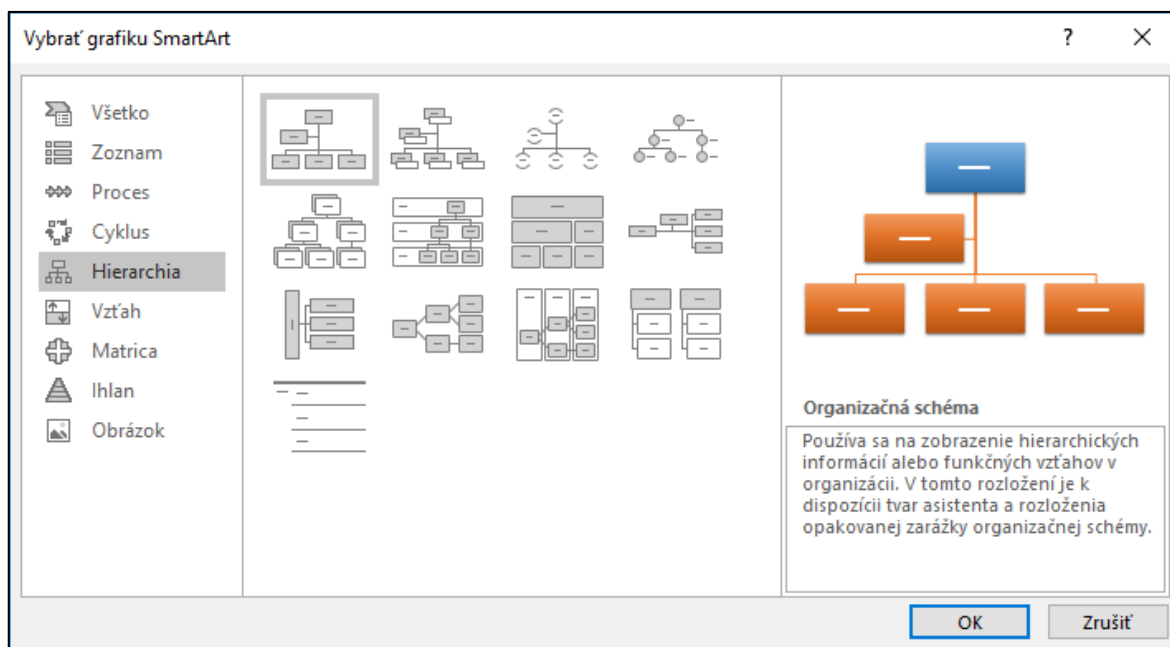 Vybrať grafiku SmartArt
?
Všetko
Zoznam
Proces
Cyklus
Hierarchia
Vzťah
Matrica
Ihlan
Obrázok
Organizačná schéma
Používa sa na zobrazenie hierarchických
informácií alebo funkčných vzťahov v
organizácii. V tomto rozložení je k
dispozícii tvar asistenta a rozloženia
opakovanej zarážky organizačnej schémy.
OK
Zrušiť